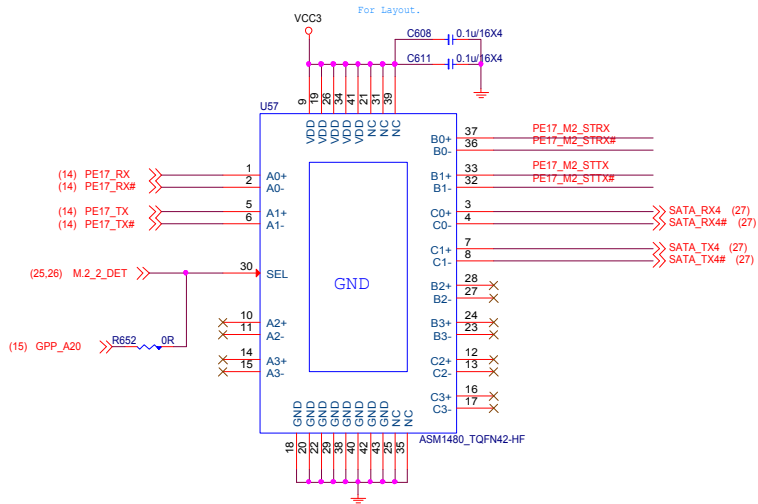 For Layout.
VCC3
C608 0.1u/16X4
C611 0.1u/16X4
9 19 26 34 41 21 31 39
U57
VDD VDD VDD VDD VDD NC NC NC
B0+ 37 PE17_M2_STRX
B0- 36 PE17_M2_STRX#
(14) PE17_RX 1 A0+ B1+ 33 PE17_M2_STTX
(14) PE17_RX# 2 A0- B1- 32 PE17_M2_STTX#
(14) PE17_TX 5 A1+ C0+ 3 SATA_RX4 (27)
(14) PE17_TX# 6 A1- C0- 4 SATA_RX4# (27)
C1+ 7 SATA_TX4 (27)
C1- 8 SATA_TX4# (27)
(25,26) M.2_2_DET 30 SEL
GND
B2+ 28
B2- 27
10 A2+ B3+ 24
11 A2- B3- 23
(15) GPP_A20 R652 0R
14 A3+ C2+ 12
15 A3- C2- 13
C3+ 16
C3- 17
GND GND GND GND GND GND GND GND NC NC
ASM1480_TQFN42-HF
18 20 22 29 38 40 42 43 25 35